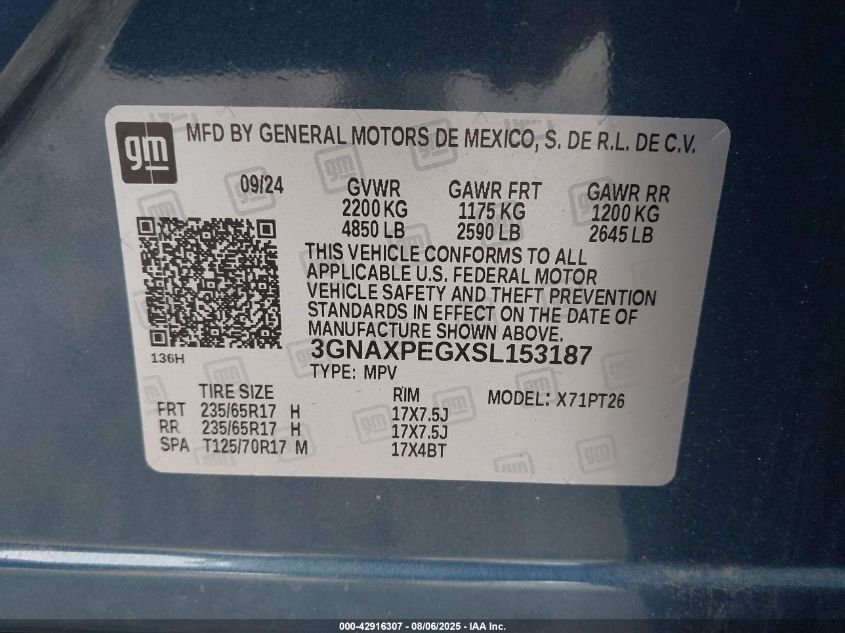 gm
MFD BY GENERAL MOTORS DE MEXICO, S. DE R.L. DE C.V.
09/24 GVWR GAWR FRT GAWR RR
2200 KG 1175 KG 1200 KG
4850 LB 2590 LB 2645 LB
THIS VEHICLE CONFORMS TO ALL
APPLICABLE U.S. FEDERAL MOTOR
VEHICLE SAFETY AND THEFT PREVENTION
STANDARDS IN EFFECT ON THE DATE OF
MANUFACTURE SHOWN ABOVE.
136H
3GNAXPEGXSL153187
TYPE: MPV
TIRE SIZE RIM MODEL: X71PT26
FRT 235/65R17 H 17X7.5J
RR 235/65R17 H 17X7.5J
SPA T125/70R17 M 17X4BT
000-42916307 - 08/06/2025 - IAA Inc.